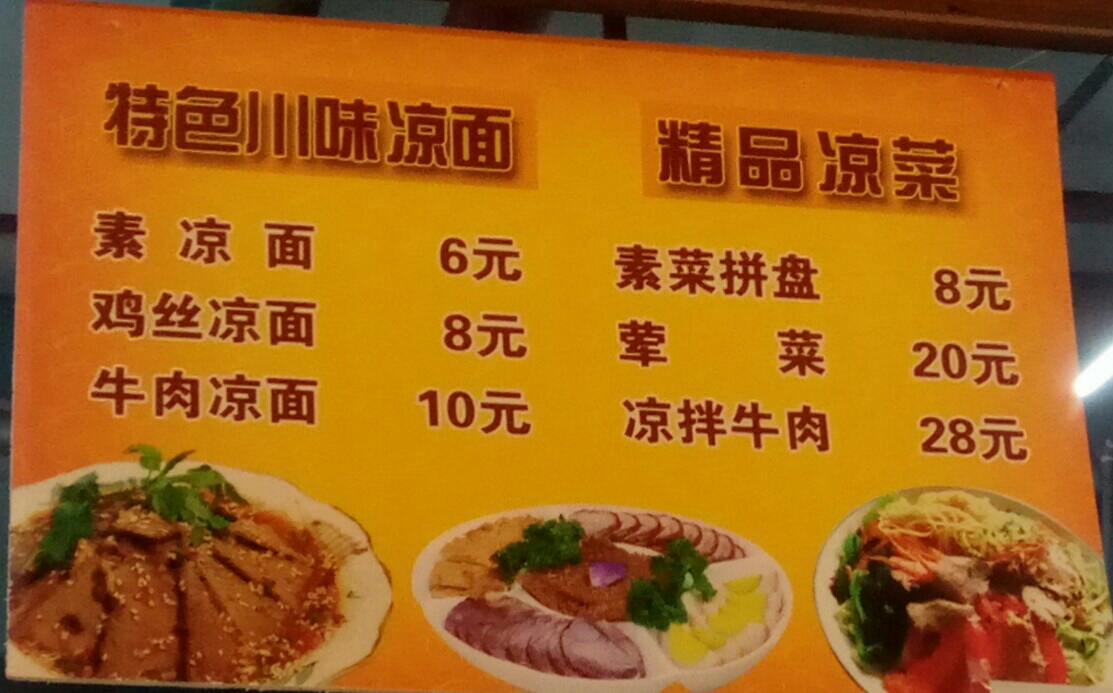 特色川味凉面
素凉面 6元
鸡丝凉面 8元
牛肉凉面 10元
精品凉菜
素菜拼盘 8元
荤菜 20元
凉拌牛肉 28元